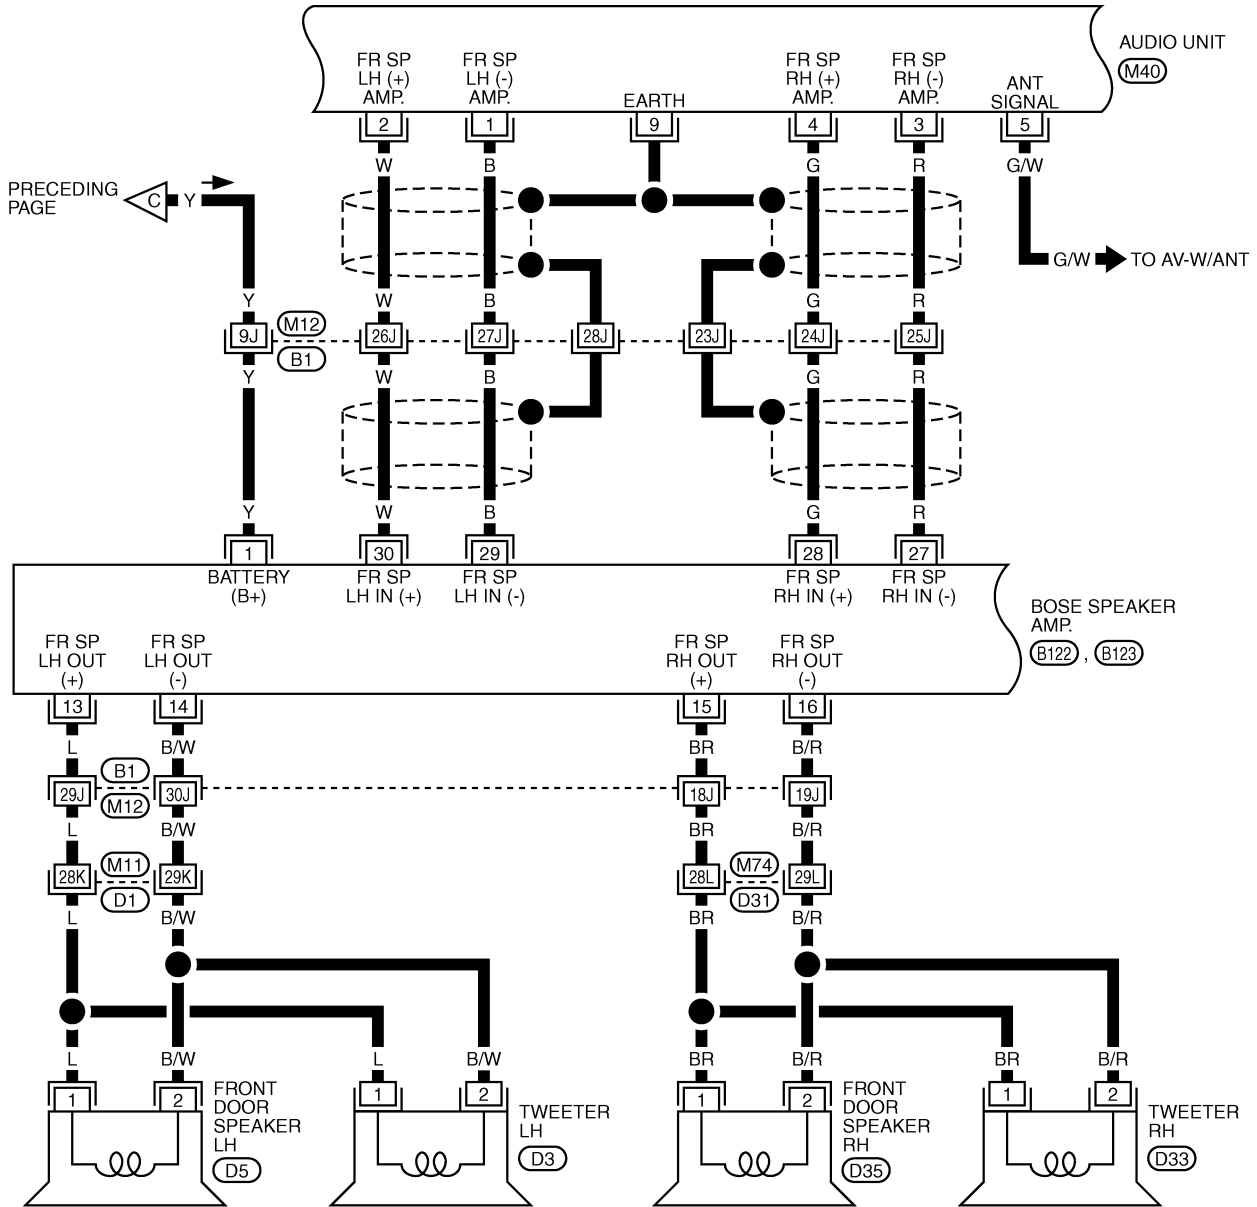 AUDIO UNIT
M40
FR SP
LH (+)
AMP.
FR SP
LH (-)
AMP.
EARTH
FR SP
RH (+)
AMP.
FR SP
RH (-)
AMP.
ANT
SIGNAL
2 1 9 4 3 5
W B G R G/W
PRECEDING
PAGE
C Y
G/W TO AV-W/ANT
Y W B G R
9J M12 B1 26J 27J 28J 23J 24J 25J
Y W B G R
Y W B G R
1 30 29 28 27
BATTERY
(B+)
FR SP
LH IN (+)
FR SP
LH IN (-)
FR SP
RH IN (+)
FR SP
RH IN (-)
BOSE SPEAKER
AMP.
B122 , B123
FR SP
LH OUT
(+)
FR SP
LH OUT
(-)
FR SP
RH OUT
(+)
FR SP
RH OUT
(-)
13 14 15 16
L B/W BR B/R
29J B1 M12 30J 18J 19J
L B/W BR B/R
28K M11 D1 29K 28L M74 D31 29L
L B/W BR B/R
L B/W L B/W BR B/R BR B/R
1 2 1 2 1 2 1 2
FRONT
DOOR
SPEAKER
LH
D5
TWEETER
LH
D3
FRONT
DOOR
SPEAKER
RH
D35
TWEETER
RH
D33